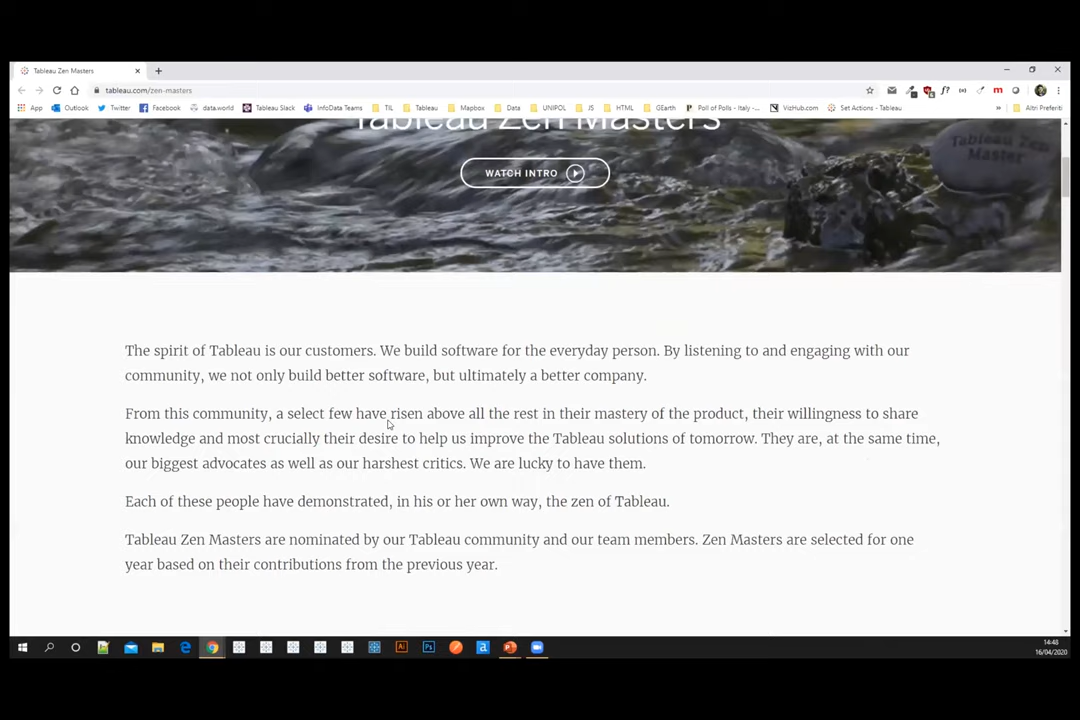 Tableau Zen Masters
tableau.com/zen-masters
App Outlook Twitter Facebook data.world Tableau Slack InfoData Teams TIL Tableau Mapbox Data UNIPOL JS HTML GEarth Poll of Polls - Italy -... VizHub.com Set Actions - Tableau » Altri Preferiti
Tableau Zen Masters
Tableau Zen
Master
WATCH INTRO
The spirit of Tableau is our customers. We build software for the everyday person. By listening to and engaging with our
community, we not only build better software, but ultimately a better company.
From this community, a select few have risen above all the rest in their mastery of the product, their willingness to share
knowledge and most crucially their desire to help us improve the Tableau solutions of tomorrow. They are, at the same time,
our biggest advocates as well as our harshest critics. We are lucky to have them.
Each of these people have demonstrated, in his or her own way, the zen of Tableau.
Tableau Zen Masters are nominated by our Tableau community and our team members. Zen Masters are selected for one
year based on their contributions from the previous year.
14:48
16/04/2020